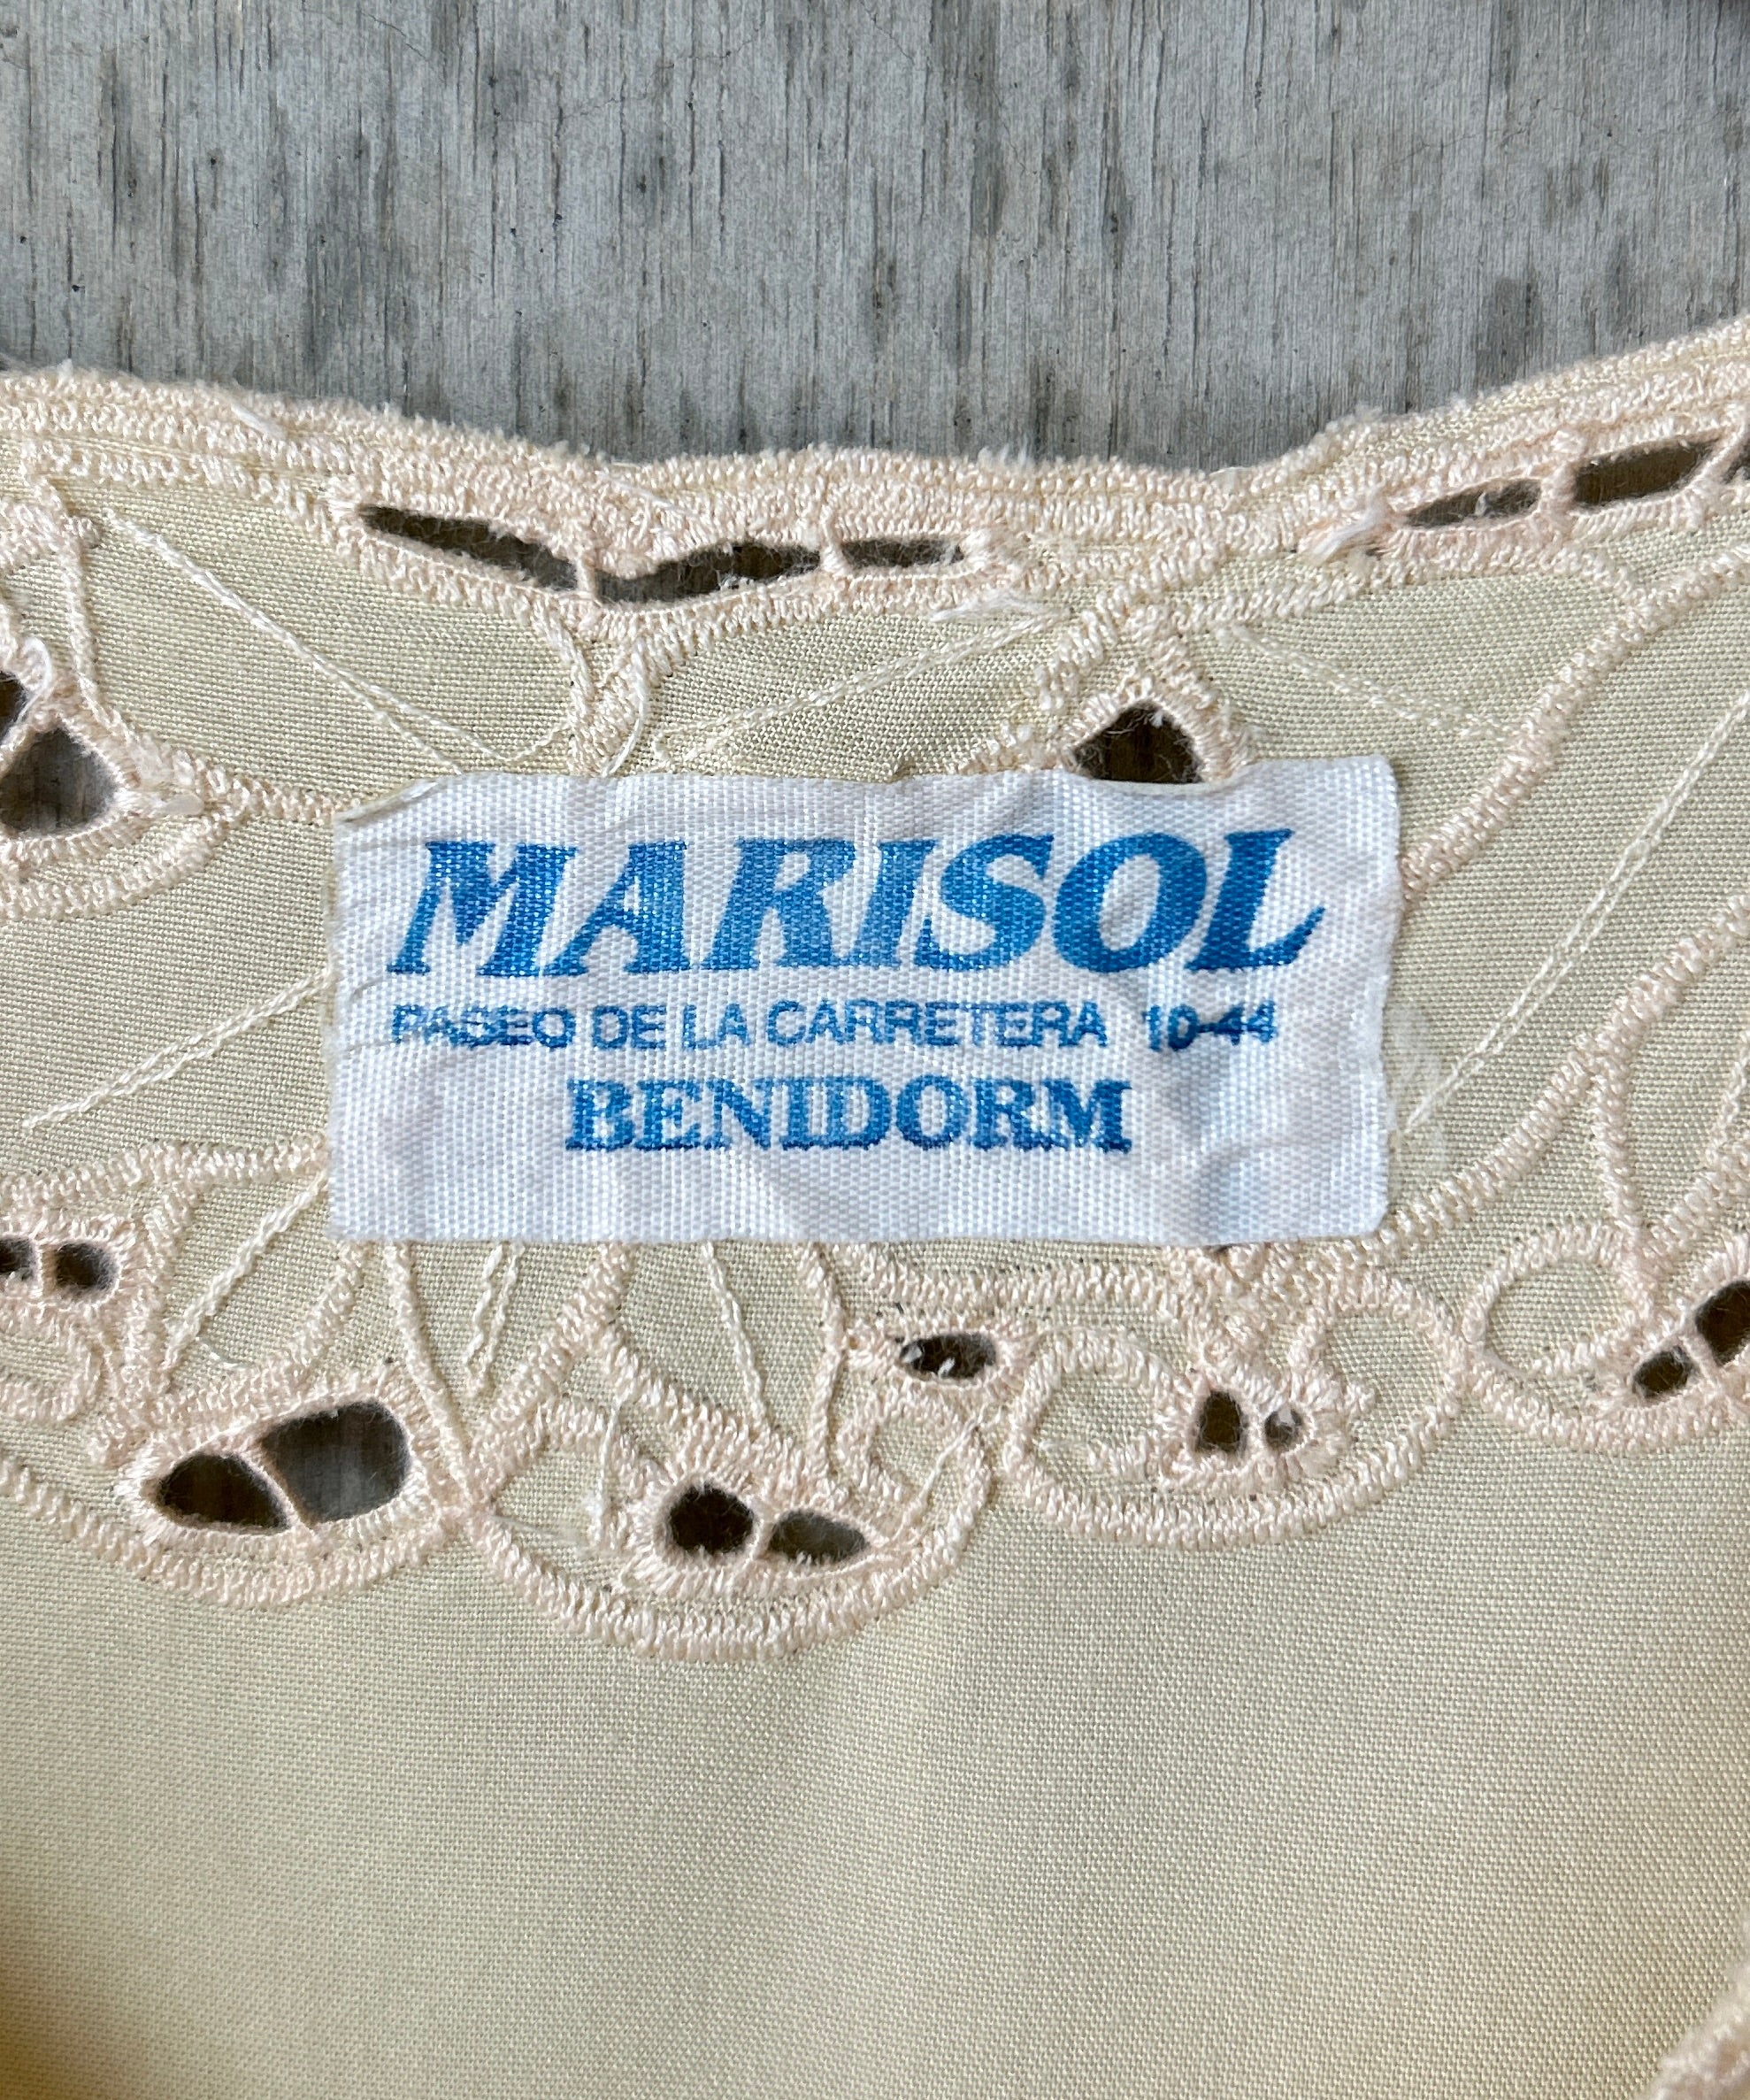 MARISOL
PASEO DE LA CARRETERA 10-44
BENIDORM